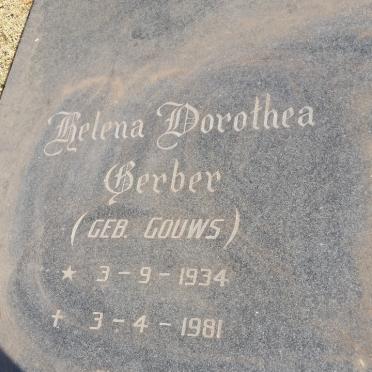 Helena Dorothea
Gerber
(GEB. GOUWS)
★ 3-9-1934
† 3-4-1981